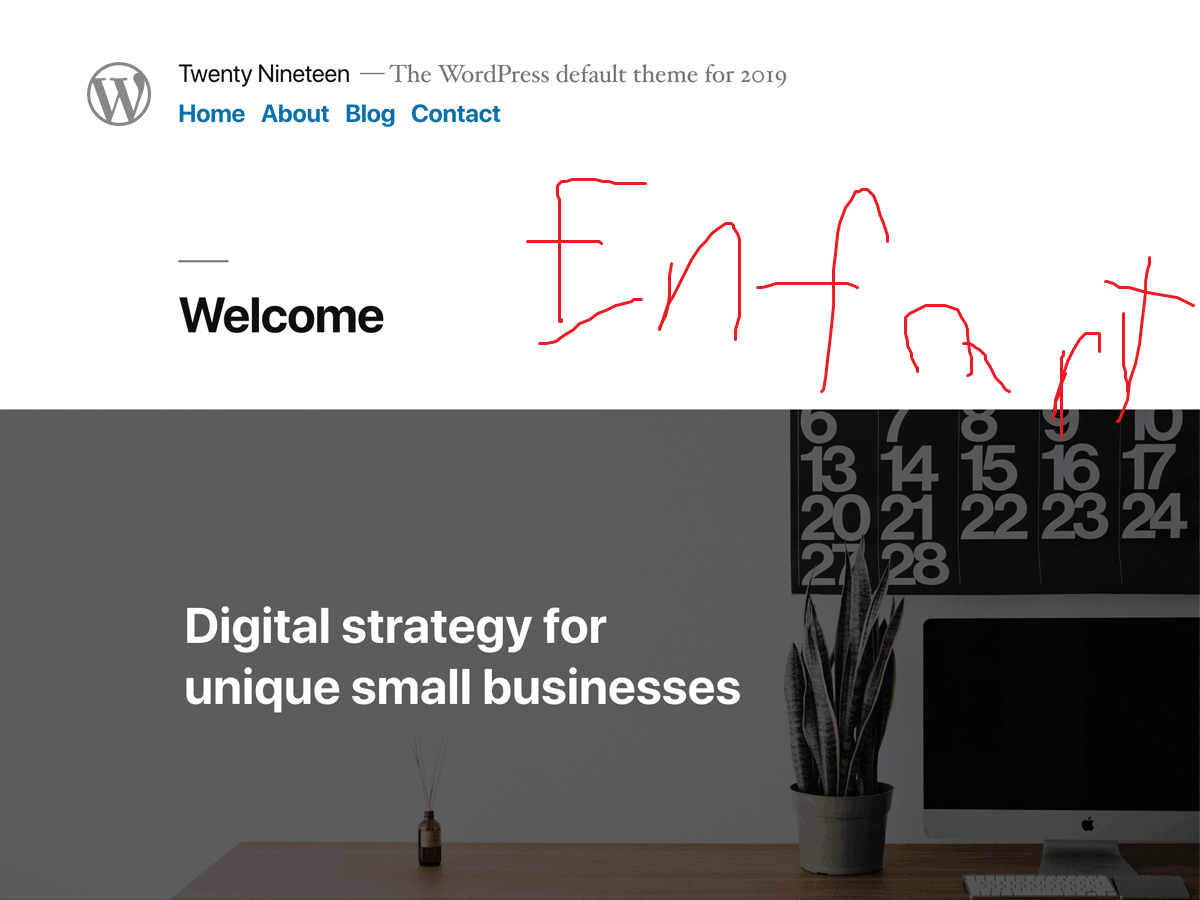 Twenty Nineteen — The WordPress default theme for 2019
Home About Blog Contact
Welcome
6 7 8 9 10
13 14 15 16 17
20 21 22 23 24
27 28
Digital strategy for
unique small businesses